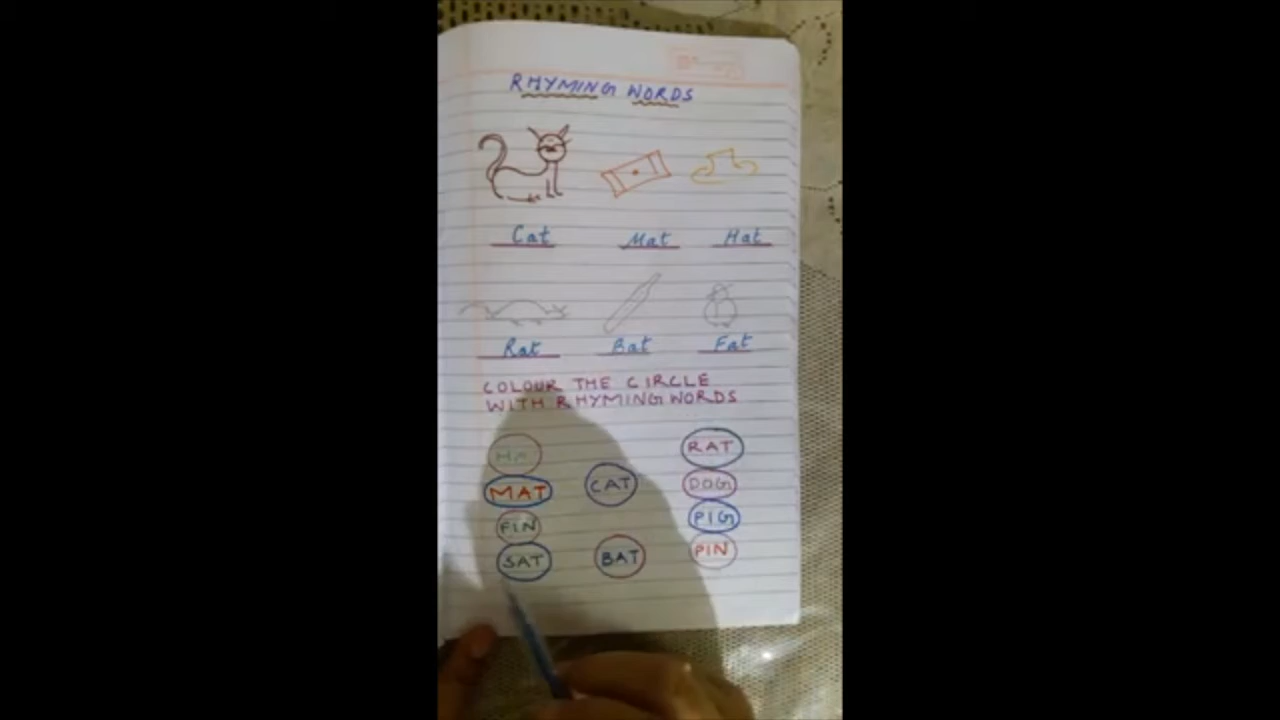 RHYMING WORDS
Cat Mat Hat
Rat Bat Fat
COLOUR THE CIRCLE
WITH RHYMING WORDS
RAT
MAT CAT DOG
FIN PIG
SAT BAT PIN